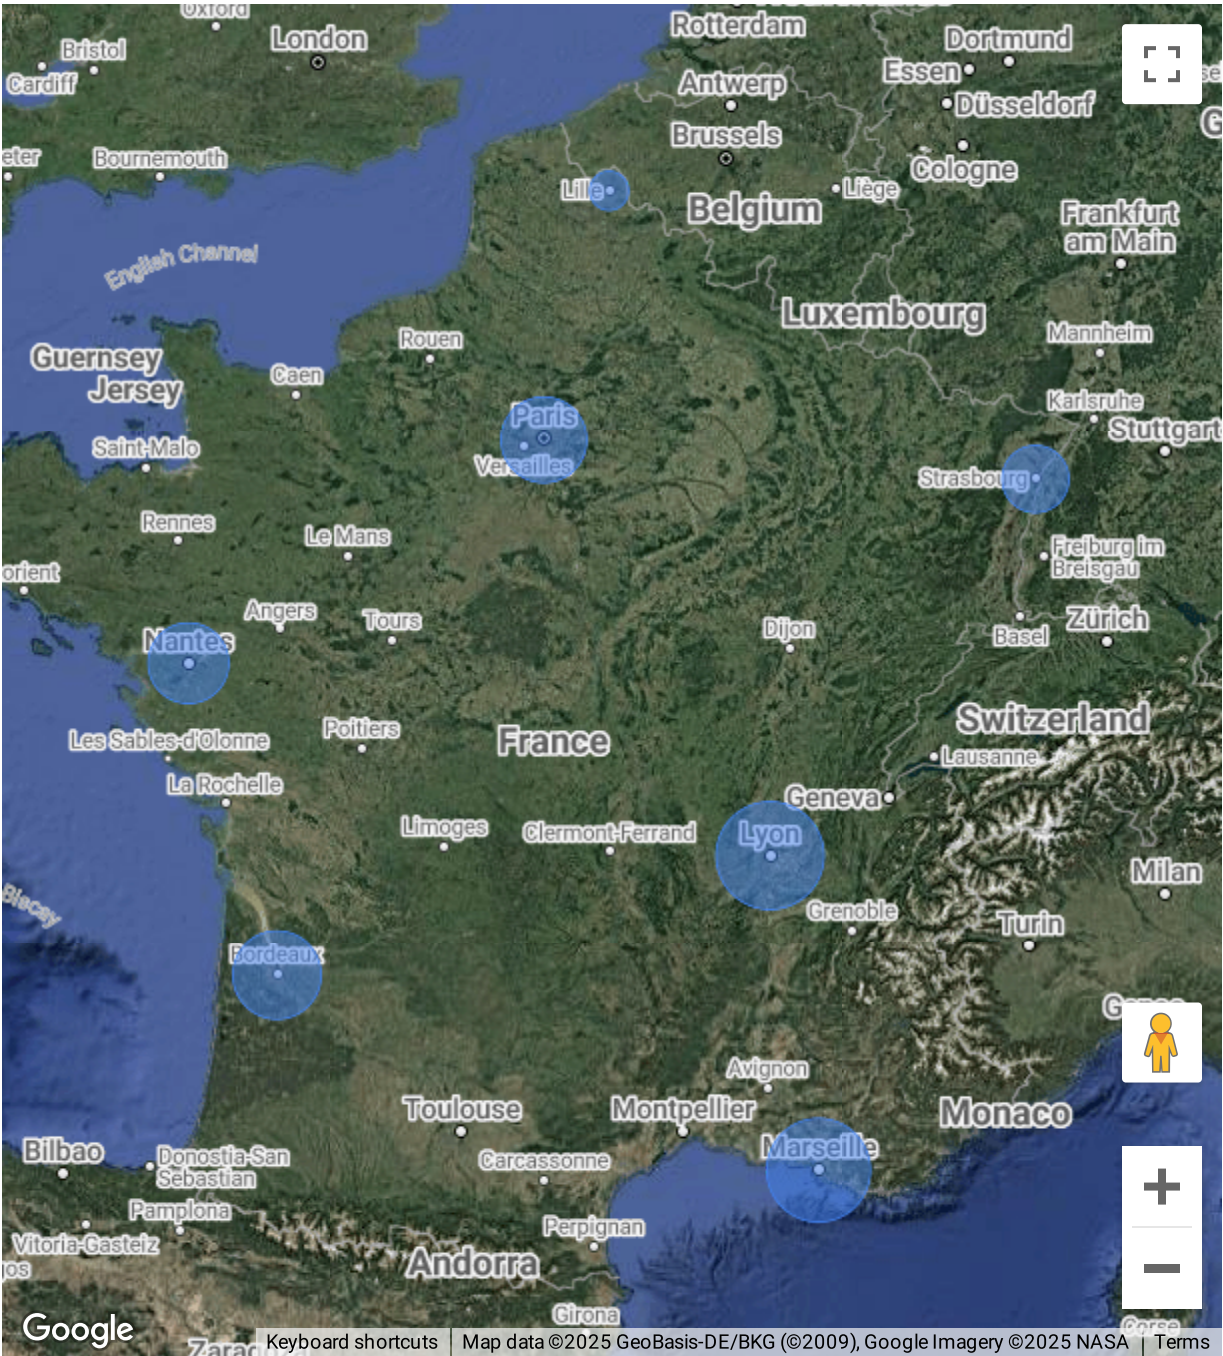 Oxford
London
Rotterdam
Dortmund
Bristol
Cardiff
Antwerp
Essen
Düsseldorf
Brussels
Cologne
eter
Bournemouth
Lille
Liège
Belgium
Frankfurt
am Main
English Channel
Luxembourg
Mannheim
Rouen
Guernsey
Jersey
Caen
Karlsruhe
Paris
Stuttgart
Saint-Malo
Versailles
Strasbourg
Rennes
Le Mans
Freiburg im
Breisgau
orient
Angers
Tours
Dijon
Basel
Zürich
Nantes
Switzerland
Poitiers
France
Les Sables-d'Olonne
Lausanne
La Rochelle
Geneva
Limoges
Clermont-Ferrand
Lyon
Milan
Biscay
Grenoble
Turin
Bordeaux
Avignon
Toulouse
Montpellier
Monaco
Bilbao
Donostia-San
Sebastian
Carcassonne
Marseille
Pamplona
Vitoria-Gasteiz
Perpignan
Andorra
gos
Girona
Google
Keyboard shortcuts
Map data ©2025 GeoBasis-DE/BKG (©2009), Google Imagery ©2025 NASA
Terms